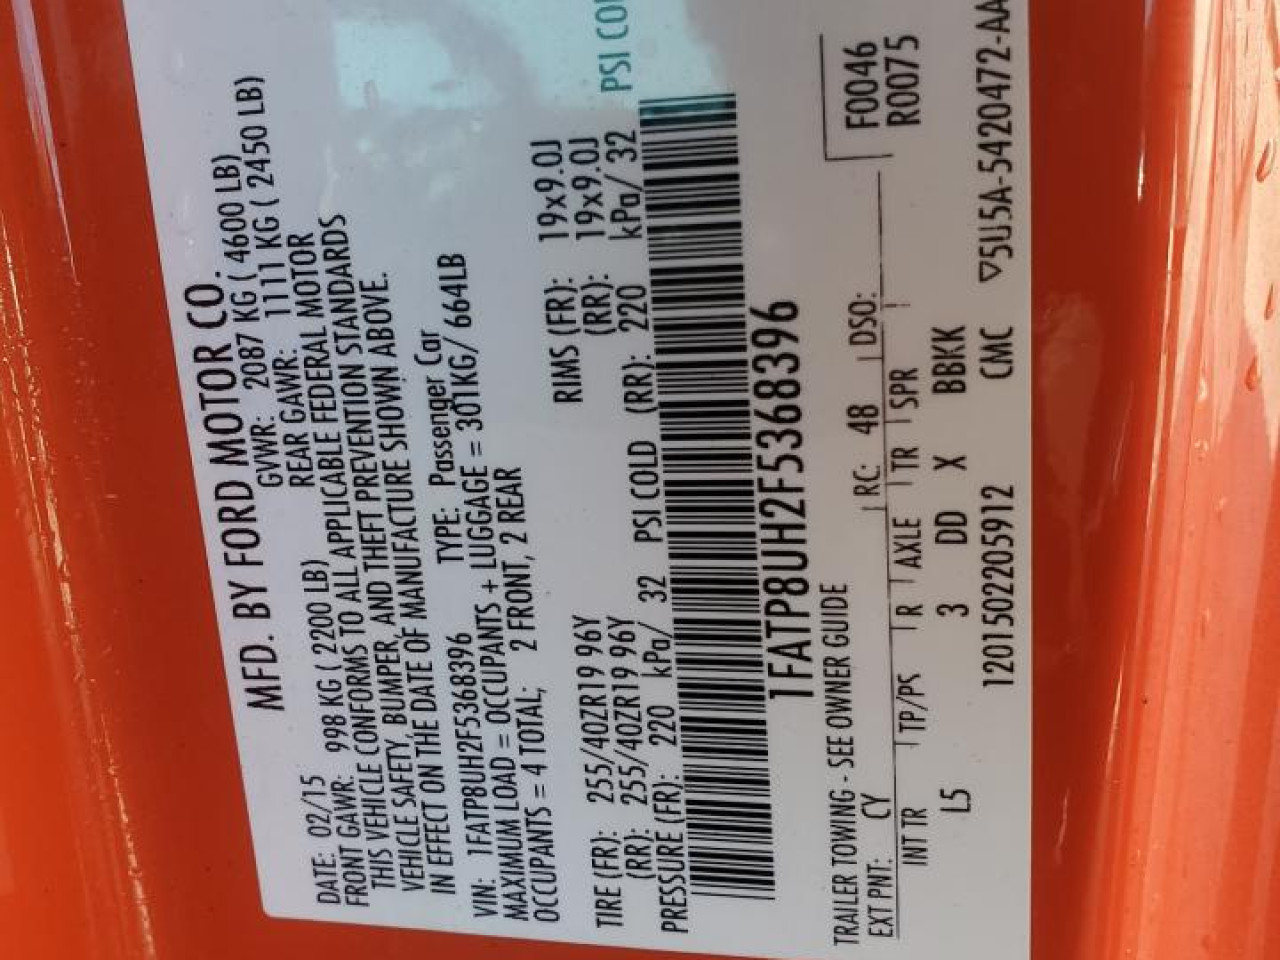 MFD. BY FORD MOTOR CO.
DATE: 02/15 GVWR: 2087 KG ( 4600 LB)
FRONT GAWR: 998 KG ( 2200 LB) REAR GAWR: 1111 KG ( 2450 LB)
THIS VEHICLE CONFORMS TO ALL APPLICABLE FEDERAL MOTOR
VEHICLE SAFETY, BUMPER, AND THEFT PREVENTION STANDARDS
IN EFFECT ON THE DATE OF MANUFACTURE SHOWN ABOVE.
VIN: 1FATP8UH2F5368396 TYPE: Passenger Car
MAXIMUM LOAD = OCCUPANTS + LUGGAGE = 301KG/ 664LB
OCCUPANTS = 4 TOTAL; 2 FRONT, 2 REAR
TIRE (FR): 255/40ZR19 96Y RIMS (FR): 19x9.0J
(RR): 255/40ZR19 96Y (RR): 19x9.0J
PRESSURE (FR): 220 kPa/ 32 PSI COLD (RR): 220 kPa/ 32 PSI
1FATP8UH2F5368396
TRAILER TOWING - SEE OWNER GUIDE
F0046
R0075
EXT PNT: CY RC: 48 DSO:
INT TR TP/PS R AXLE TR SPR
L5 3 DD X BBKK
120150220S912 CMC ▽5U5A-5420472-AA